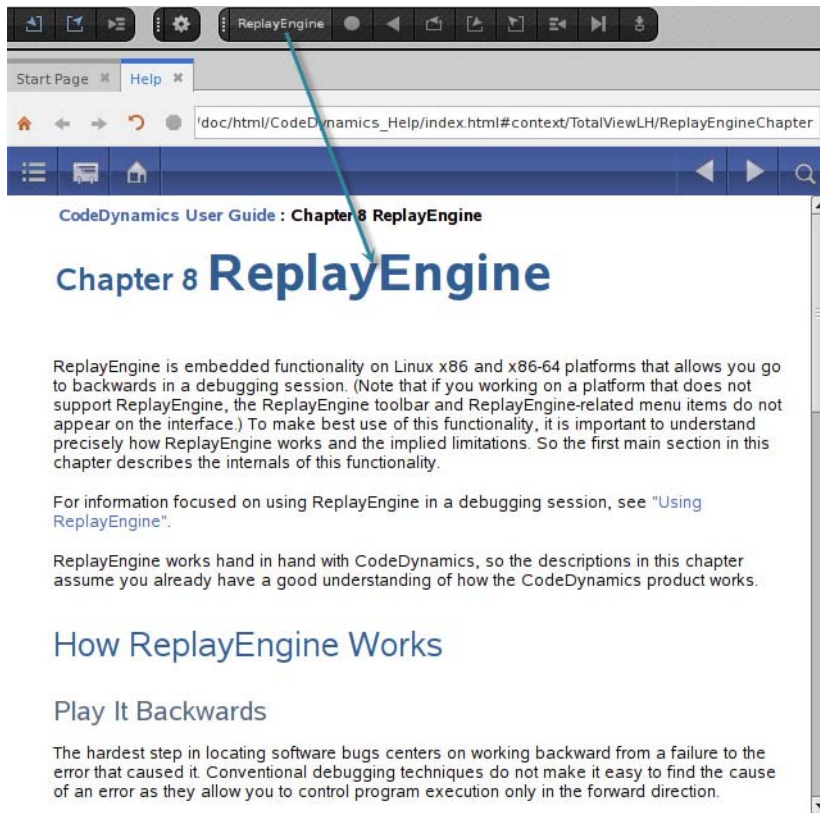 ReplayEngine
Start Page Help
/doc/html/CodeDynamics_Help/index.html#context/TotalViewLH/ReplayEngineChapter
CodeDynamics User Guide : Chapter 8 ReplayEngine
Chapter 8 ReplayEngine
ReplayEngine is embedded functionality on Linux x86 and x86-64 platforms that allows you go
to backwards in a debugging session. (Note that if you working on a platform that does not
support ReplayEngine, the ReplayEngine toolbar and ReplayEngine-related menu items do not
appear on the interface.) To make best use of this functionality, it is important to understand
precisely how ReplayEngine works and the implied limitations. So the first main section in this
chapter describes the internals of this functionality.
For information focused on using ReplayEngine in a debugging session, see "Using
ReplayEngine".
ReplayEngine works hand in hand with CodeDynamics, so the descriptions in this chapter
assume you already have a good understanding of how the CodeDynamics product works.
How ReplayEngine Works
Play It Backwards
The hardest step in locating software bugs centers on working backward from a failure to the
error that caused it. Conventional debugging techniques do not make it easy to find the cause
of an error as they allow you to control program execution only in the forward direction.